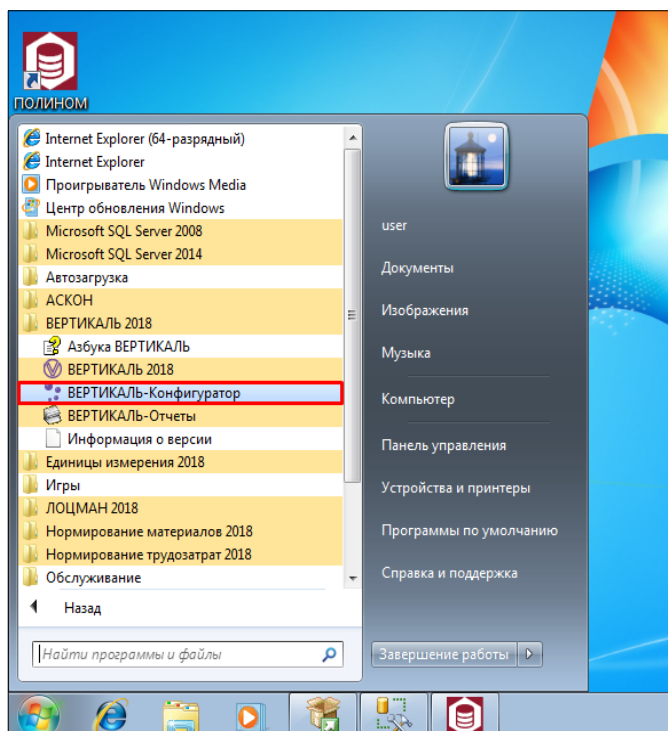 ПОЛИНОМ
Internet Explorer (64-разрядный)
Internet Explorer
Проигрыватель Windows Media
Центр обновления Windows
Microsoft SQL Server 2008
Microsoft SQL Server 2014
Автозагрузка
АСКОН
ВЕРТИКАЛЬ 2018
Азбука ВЕРТИКАЛЬ
ВЕРТИКАЛЬ 2018
ВЕРТИКАЛЬ-Конфигуратор
ВЕРТИКАЛЬ-Отчеты
Информация о версии
Единицы измерения 2018
Игры
ЛОЦМАН 2018
Нормирование материалов 2018
Нормирование трудозатрат 2018
Обслуживание
Назад
Найти программы и файлы
user
Документы
Изображения
Музыка
Компьютер
Панель управления
Устройства и принтеры
Программы по умолчанию
Справка и поддержка
Завершение работы